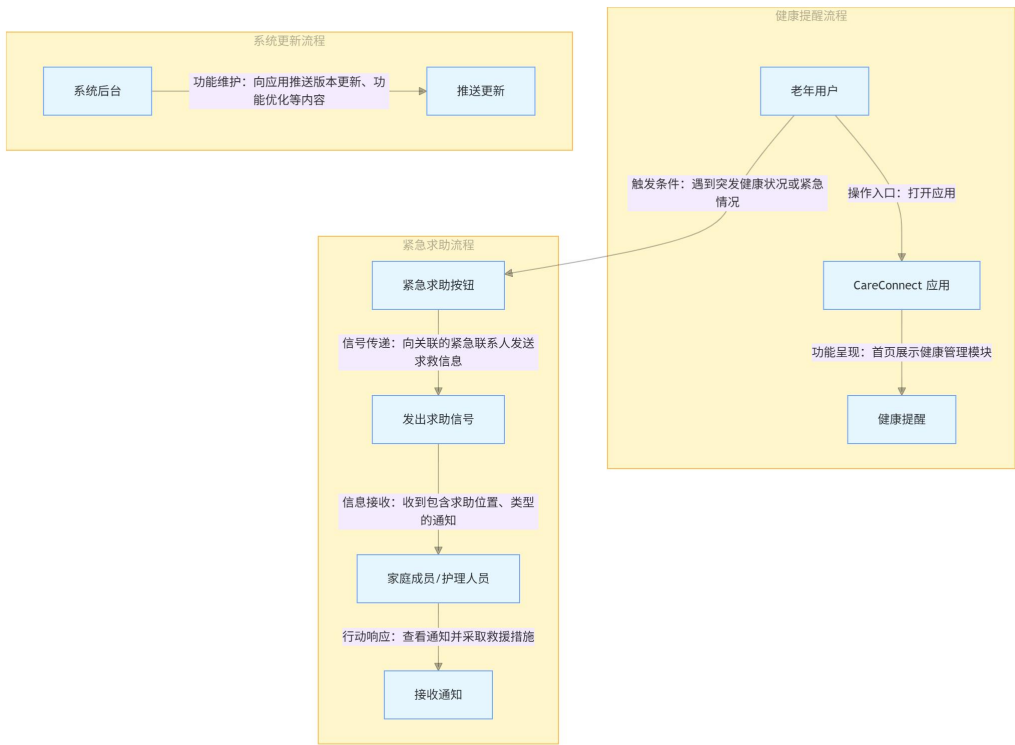 系统更新流程
系统后台
功能维护：向应用推送版本更新、功
能优化等内容
推送更新
健康提醒流程
老年用户
触发条件：遇到突发健康状况或紧急
情况
操作入口：打开应用
CareConnect 应用
功能呈现：首页展示健康管理模块
健康提醒
紧急求助流程
紧急求助按钮
信号传递：向关联的紧急联系人发送
求救信息
发出求助信号
信息接收：收到包含求助位置、类型
的通知
家庭成员/护理人员
行动响应：查看通知并采取救援措施
接收通知